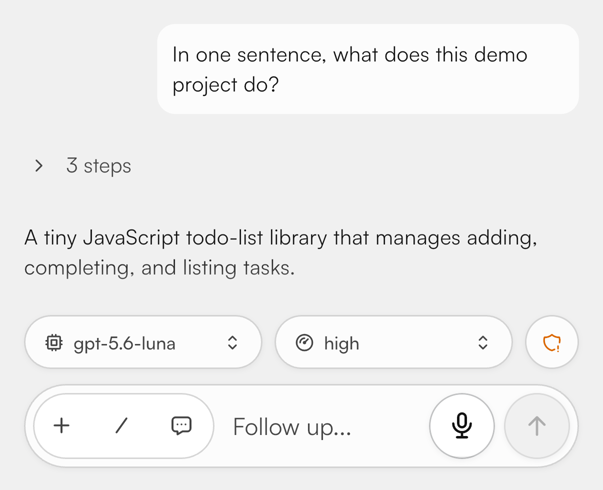 In one sentence, what does this demo
project do?
3 steps
A tiny JavaScript todo-list library that manages adding,
completing, and listing tasks.
gpt-5.6-luna
high
Follow up...